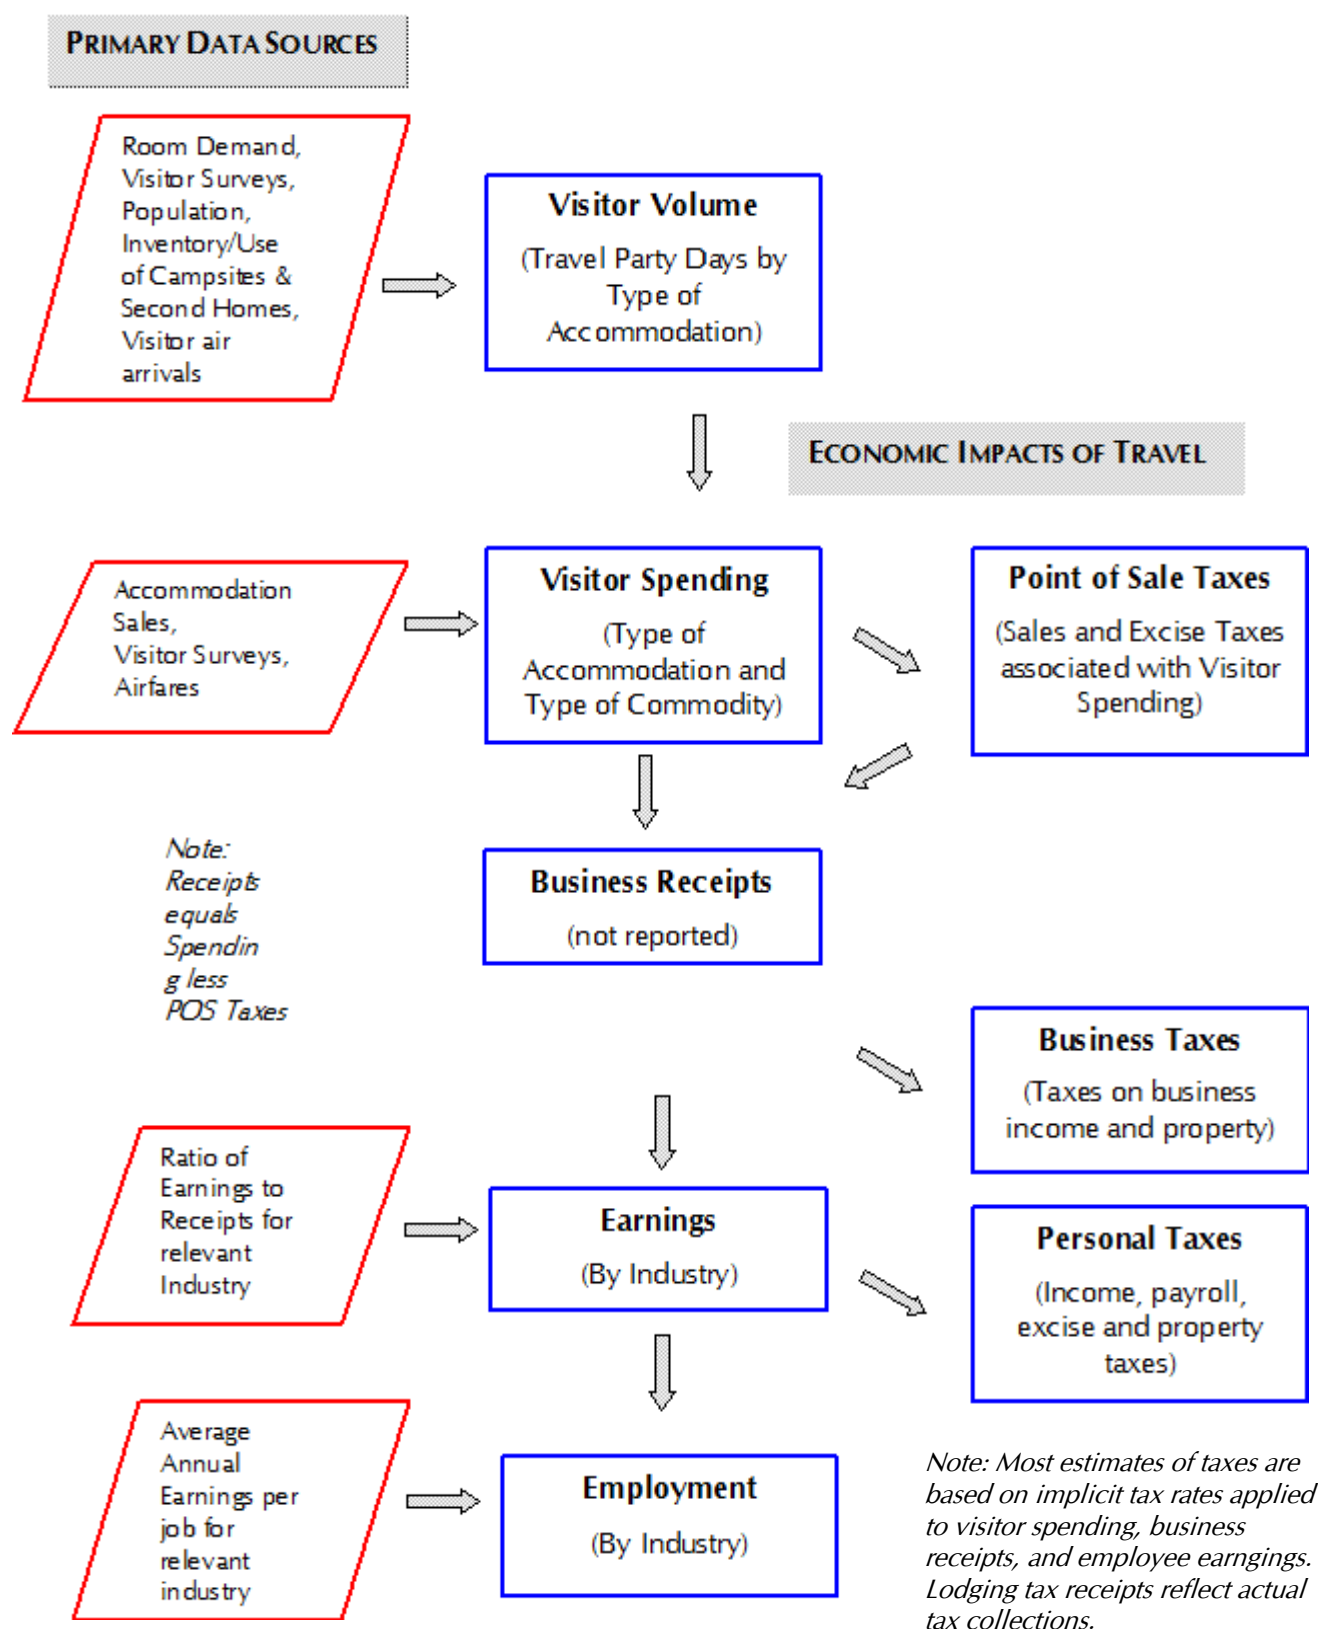 PRIMARY DATA SOURCES
Room Demand,
Visitor Surveys,
Population,
Inventory/Use
of Campsites &
Second Homes,
Visitor air
arrivals
Visitor Volume
(Travel Party Days by
Type of
Accommodation)
ECONOMIC IMPACTS OF TRAVEL
Accommodation
Sales,
Visitor Surveys,
Airfares
Visitor Spending
(Type of
Accommodation and
Type of Commodity)
Point of Sale Taxes
(Sales and Excise Taxes
associated with Visitor
Spending)
Note:
Receipts
equals
Spendin
g less
POS Taxes
Business Receipts
(not reported)
Business Taxes
(Taxes on business
income and property)
Ratio of
Earnings to
Receipts for
relevant
Industry
Earnings
(By Industry)
Personal Taxes
(Income, payroll,
excise and property
taxes)
Average
Annual
Earnings per
job for
relevant
industry
Employment
(By Industry)
Note: Most estimates of taxes are
based on implicit tax rates applied
to visitor spending, business
receipts, and employee earngings.
Lodging tax receipts reflect actual
tax collections.